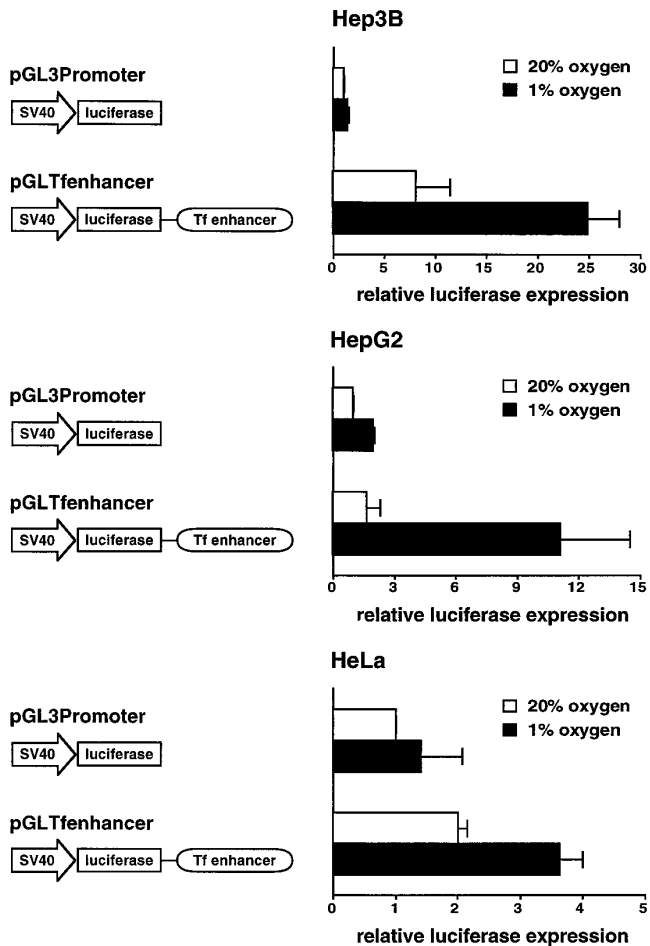 Hep3B
pGL3Promoter
SV40 luciferase
20% oxygen
1% oxygen
pGLTfenhancer
SV40 luciferase Tf enhancer
0 5 10 15 20 25 30
relative luciferase expression
HepG2
pGL3Promoter
SV40 luciferase
20% oxygen
1% oxygen
pGLTfenhancer
SV40 luciferase Tf enhancer
0 3 6 9 12 15
relative luciferase expression
HeLa
pGL3Promoter
SV40 luciferase
20% oxygen
1% oxygen
pGLTfenhancer
SV40 luciferase Tf enhancer
0 1 2 3 4 5
relative luciferase expression